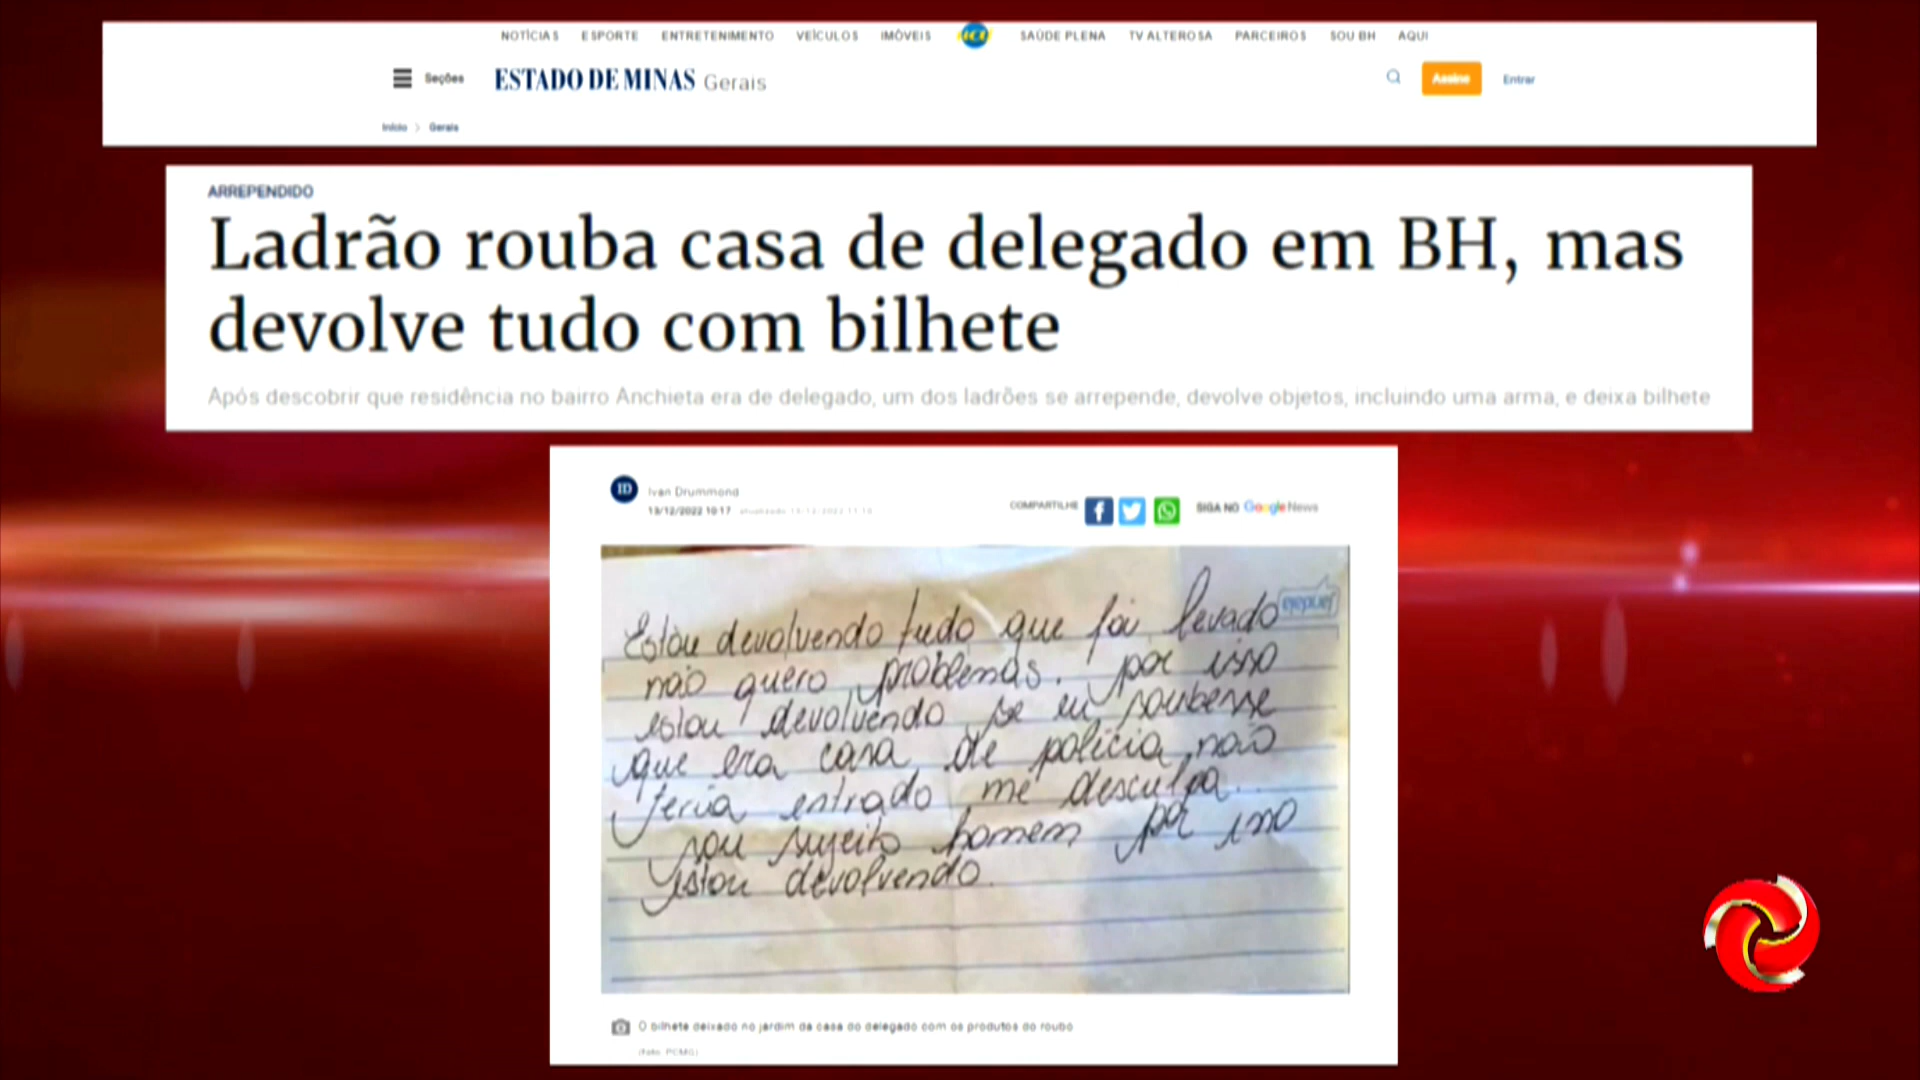 NOTÍCIAS ESPORTE ENTRETENIMENTO VEÍCULOS IMÓVEIS UAI SAÚDE PLENA TV ALTEROSA PARCEIROS SOU BH AQUI
Seções ESTADO DE MINAS Gerais Assine Entrar
Início > Gerais
ARREPENDIDO
Ladrão rouba casa de delegado em BH, mas
devolve tudo com bilhete
Após descobrir que residência no bairro Anchieta era de delegado, um dos ladrões se arrepende, devolve objetos, incluindo uma arma, e deixa bilhete
ID Ivan Drummond
13/12/2022 10:17
COMPARTILHE SIGA NO Google News
Estou devolvendo tudo que foi levado
não quero problemas. por isso
estou devolvendo se eu soubesse
que era casa de policia não
teria entrado me desculpa..
sou sujeito homem por isso
estou devolvendo.
O bilhete deixado no jardim da casa do delegado com os produtos do roubo
(foto: PCMG)